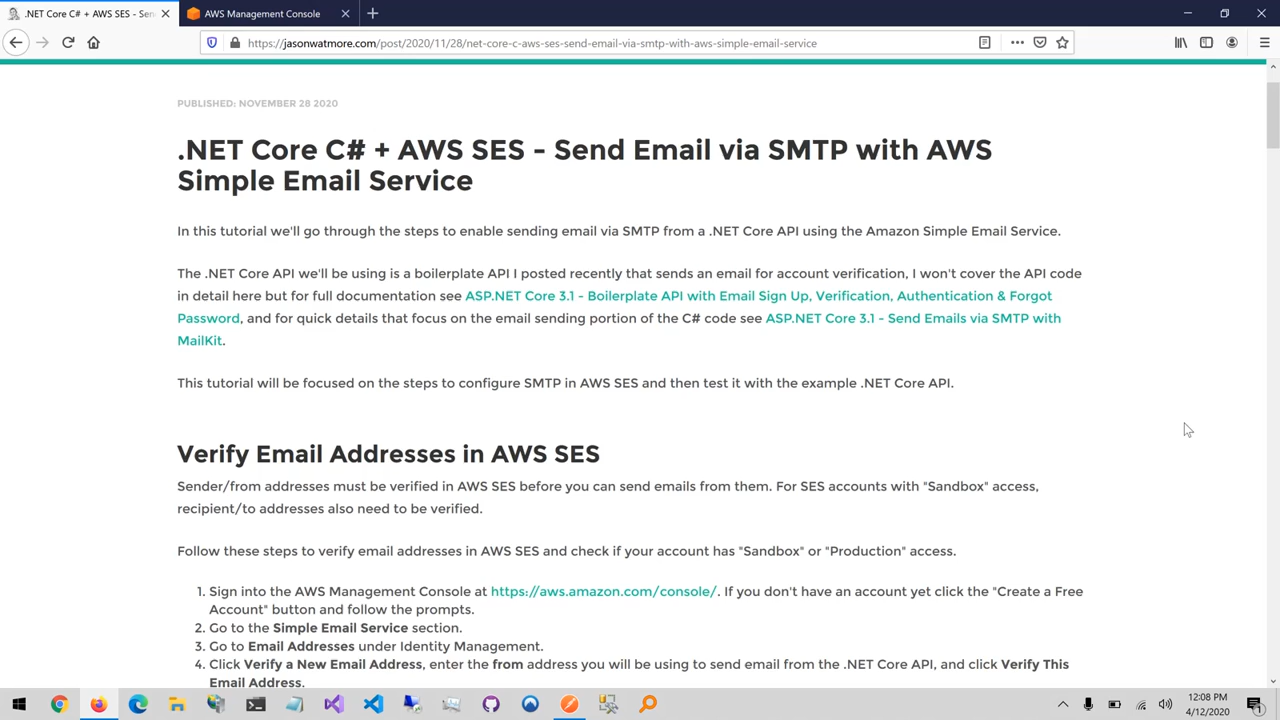 .NET Core C# + AWS SES - Sen
AWS Management Console
https://jasonwatmore.com/post/2020/11/28/net-core-c-aws-ses-send-email-via-smtp-with-aws-simple-email-service
PUBLISHED: NOVEMBER 28 2020
.NET Core C# + AWS SES - Send Email via SMTP with AWS
Simple Email Service
In this tutorial we'll go through the steps to enable sending email via SMTP from a .NET Core API using the Amazon Simple Email Service.
The .NET Core API we'll be using is a boilerplate API I posted recently that sends an email for account verification, I won't cover the API code
in detail here but for full documentation see ASP.NET Core 3.1 - Boilerplate API with Email Sign Up, Verification, Authentication & Forgot
Password, and for quick details that focus on the email sending portion of the C# code see ASP.NET Core 3.1 - Send Emails via SMTP with
MailKit.
This tutorial will be focused on the steps to configure SMTP in AWS SES and then test it with the example .NET Core API.
Verify Email Addresses in AWS SES
Sender/from addresses must be verified in AWS SES before you can send emails from them. For SES accounts with "Sandbox" access,
recipient/to addresses also need to be verified.
Follow these steps to verify email addresses in AWS SES and check if your account has "Sandbox" or "Production" access.
1. Sign into the AWS Management Console at https://aws.amazon.com/console/. If you don't have an account yet click the "Create a Free
Account" button and follow the prompts.
2. Go to the Simple Email Service section.
3. Go to Email Addresses under Identity Management.
4. Click Verify a New Email Address, enter the from address you will be using to send email from the .NET Core API, and click Verify This
Email Address.
12:08 PM
4/12/2020